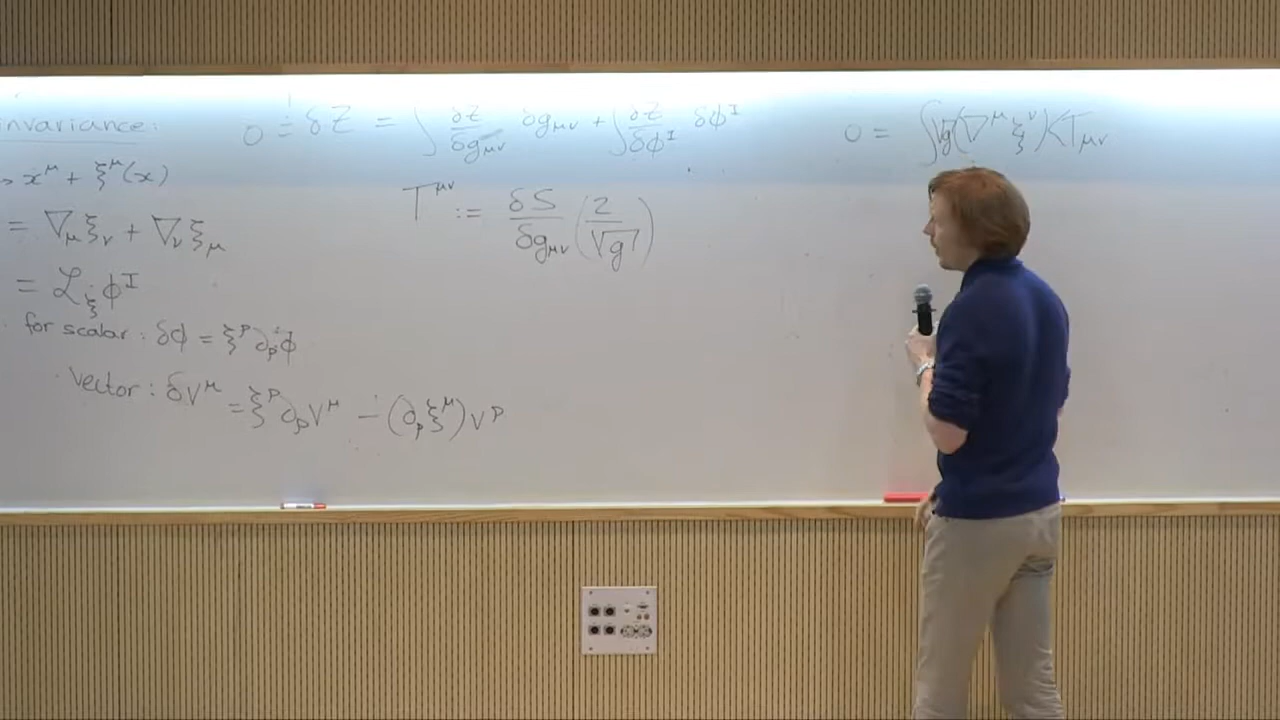 invariance:
→ x^μ + ξ^μ(x)
= ∇_μ ξ_ν + ∇_ν ξ_μ
= ℒ_ξ φ^I
for scalar: δφ = ξ^ρ ∂_ρ φ
vector: δV^μ = ξ^ρ ∂_ρ V^μ − (∂_ρ ξ^μ) V^ρ
0 = δZ = ∫ δZ/δg_μν δg_μν + ∫ δZ/δφ^I δφ^I
T^μν := δS/δg_μν (2/√g)
0 = ∫√g (∇^μ ξ^ν) ⟨T_μν